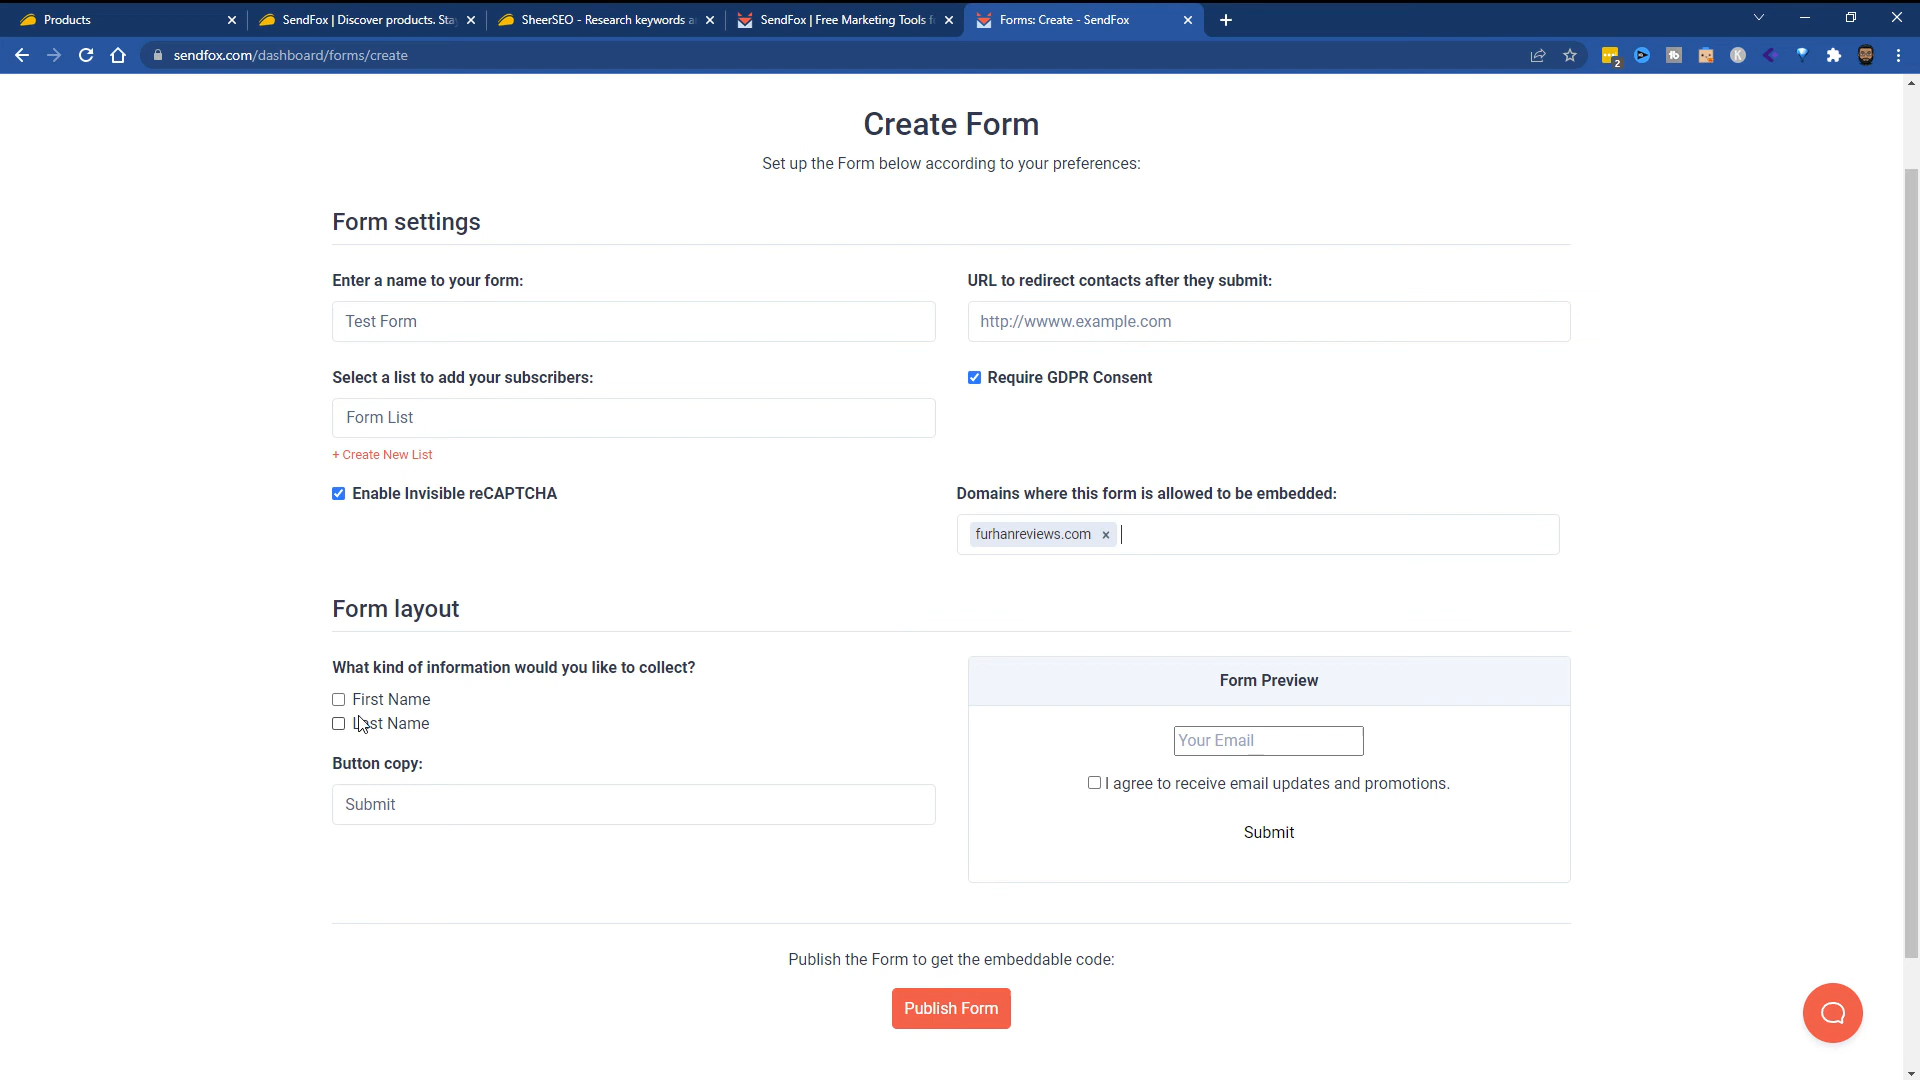 Products
SendFox | Discover products. Sta
SheerSEO - Research keywords a
SendFox | Free Marketing Tools f
Forms: Create - SendFox
sendfox.com/dashboard/forms/create
2
tb
K
Create Form
Set up the Form below according to your preferences:
Form settings
Enter a name to your form:
URL to redirect contacts after they submit:
Test Form
http://wwww.example.com
Select a list to add your subscribers:
Require GDPR Consent
Form List
+ Create New List
Enable Invisible reCAPTCHA
Domains where this form is allowed to be embedded:
furhanreviews.com ×
Form layout
What kind of information would you like to collect?
Form Preview
First Name
Last Name
Your Email
Button copy:
I agree to receive email updates and promotions.
Submit
Submit
Publish the Form to get the embeddable code:
Publish Form